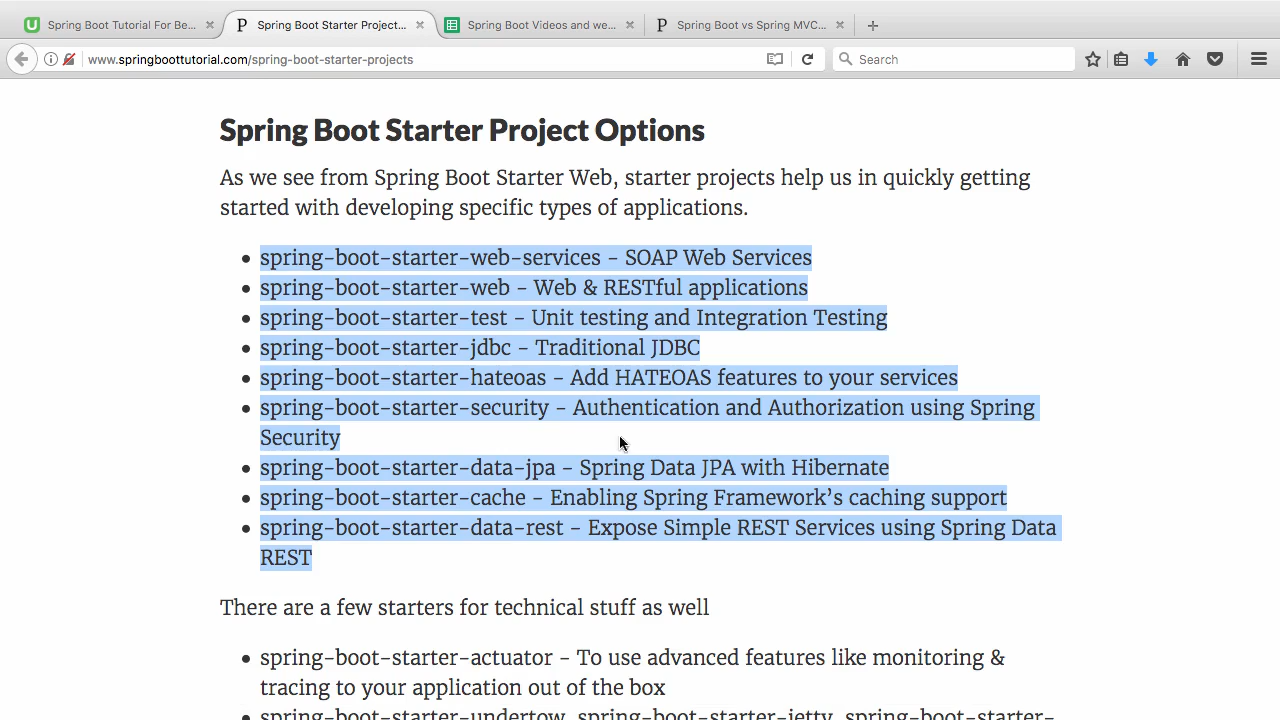 Spring Boot Tutorial For Be...
Spring Boot Starter Project...
Spring Boot Videos and we...
P
Spring Boot vs Spring MVC...
www.springboottutorial.com/spring-boot-starter-projects
Search
Spring Boot Starter Project Options
As we see from Spring Boot Starter Web, starter projects help us in quickly getting
started with developing specific types of applications.
• spring-boot-starter-web-services - SOAP Web Services
• spring-boot-starter-web - Web & RESTful applications
• spring-boot-starter-test - Unit testing and Integration Testing
• spring-boot-starter-jdbc - Traditional JDBC
• spring-boot-starter-hateoas - Add HATEOAS features to your services
• spring-boot-starter-security - Authentication and Authorization using Spring
Security
• spring-boot-starter-data-jpa - Spring Data JPA with Hibernate
• spring-boot-starter-cache - Enabling Spring Framework’s caching support
• spring-boot-starter-data-rest - Expose Simple REST Services using Spring Data
REST
There are a few starters for technical stuff as well
• spring-boot-starter-actuator - To use advanced features like monitoring &
tracing to your application out of the box
• spring-boot-starter-undertow, spring-boot-starter-jetty, spring-boot-starter-